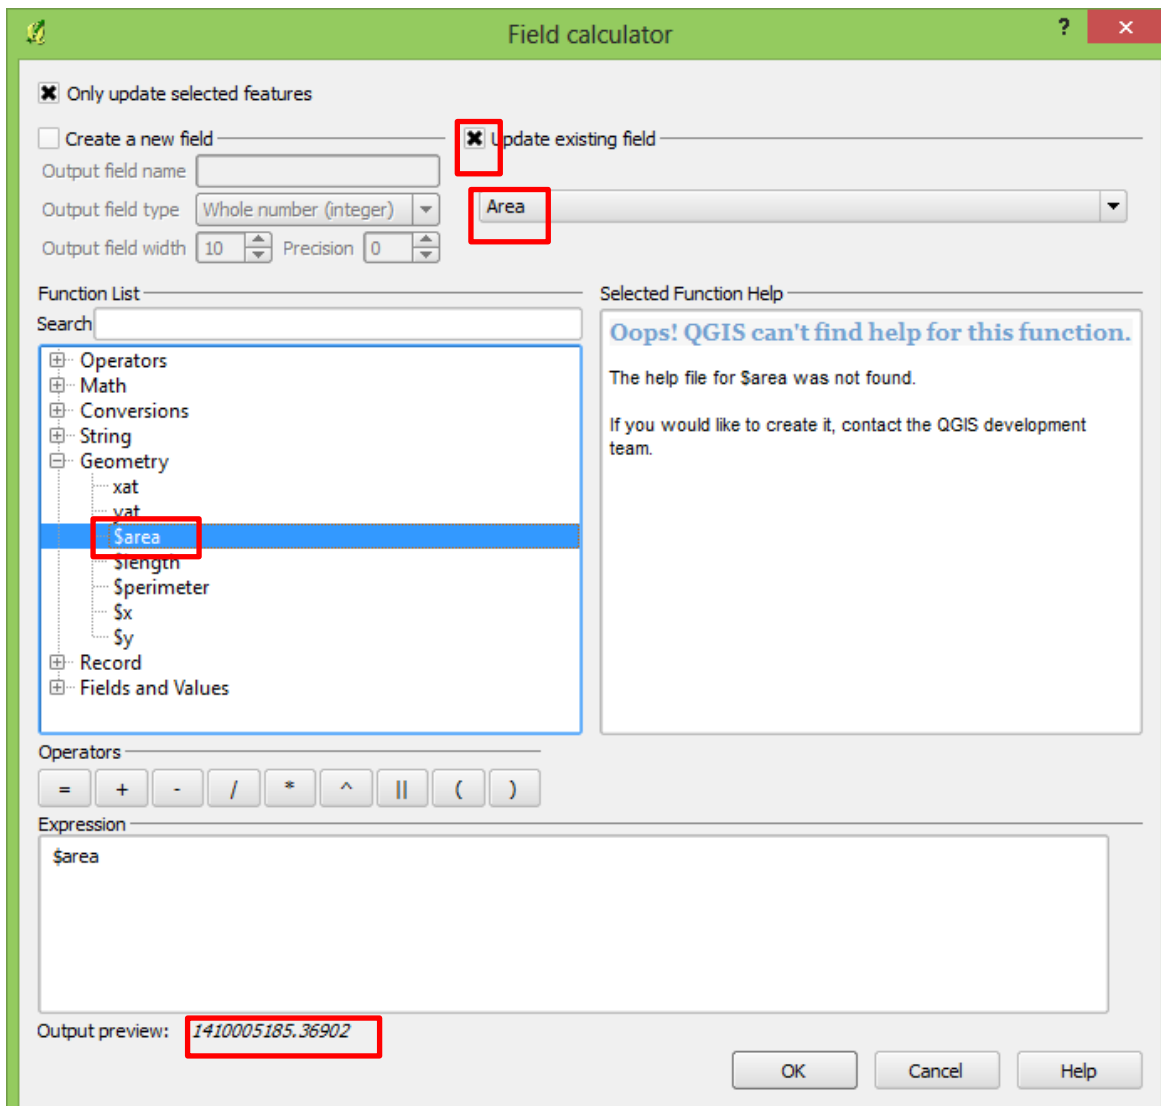 Field calculator
?
Only update selected features
Create a new field
Update existing field
Output field name
Output field type Whole number (integer)
Area
Output field width 10 Precision 0
Function List
Selected Function Help
Search
Oops! QGIS can't find help for this function.
The help file for $area was not found.
If you would like to create it, contact the QGIS development
team.
Operators
Math
Conversions
String
Geometry
xat
yat
$area
$length
$perimeter
$x
$y
Record
Fields and Values
Operators
= + - / * ^ || ( )
Expression
$area
Output preview: 1410005185.36902
OK Cancel Help